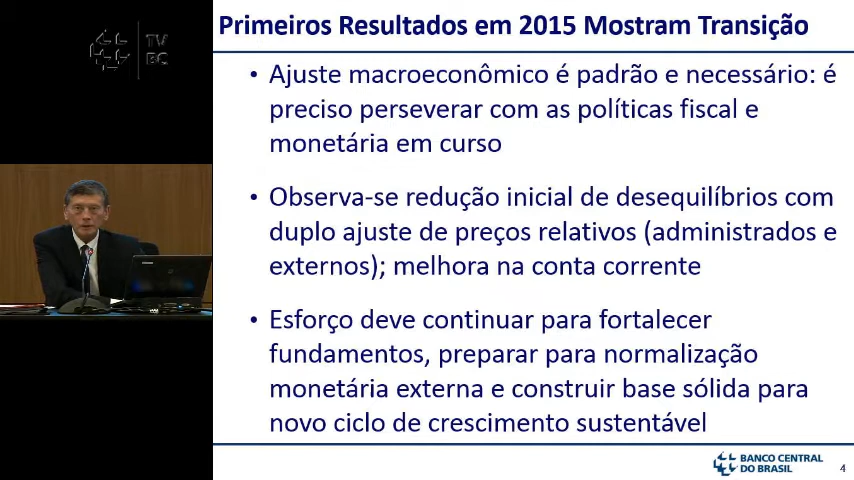 TV
BC
Primeiros Resultados em 2015 Mostram Transição
• Ajuste macroeconômico é padrão e necessário: é
preciso perseverar com as políticas fiscal e
monetária em curso
• Observa-se redução inicial de desequilíbrios com
duplo ajuste de preços relativos (administrados e
externos); melhora na conta corrente
• Esforço deve continuar para fortalecer
fundamentos, preparar para normalização
monetária externa e construir base sólida para
novo ciclo de crescimento sustentável
BANCO CENTRAL
DO BRASIL
4